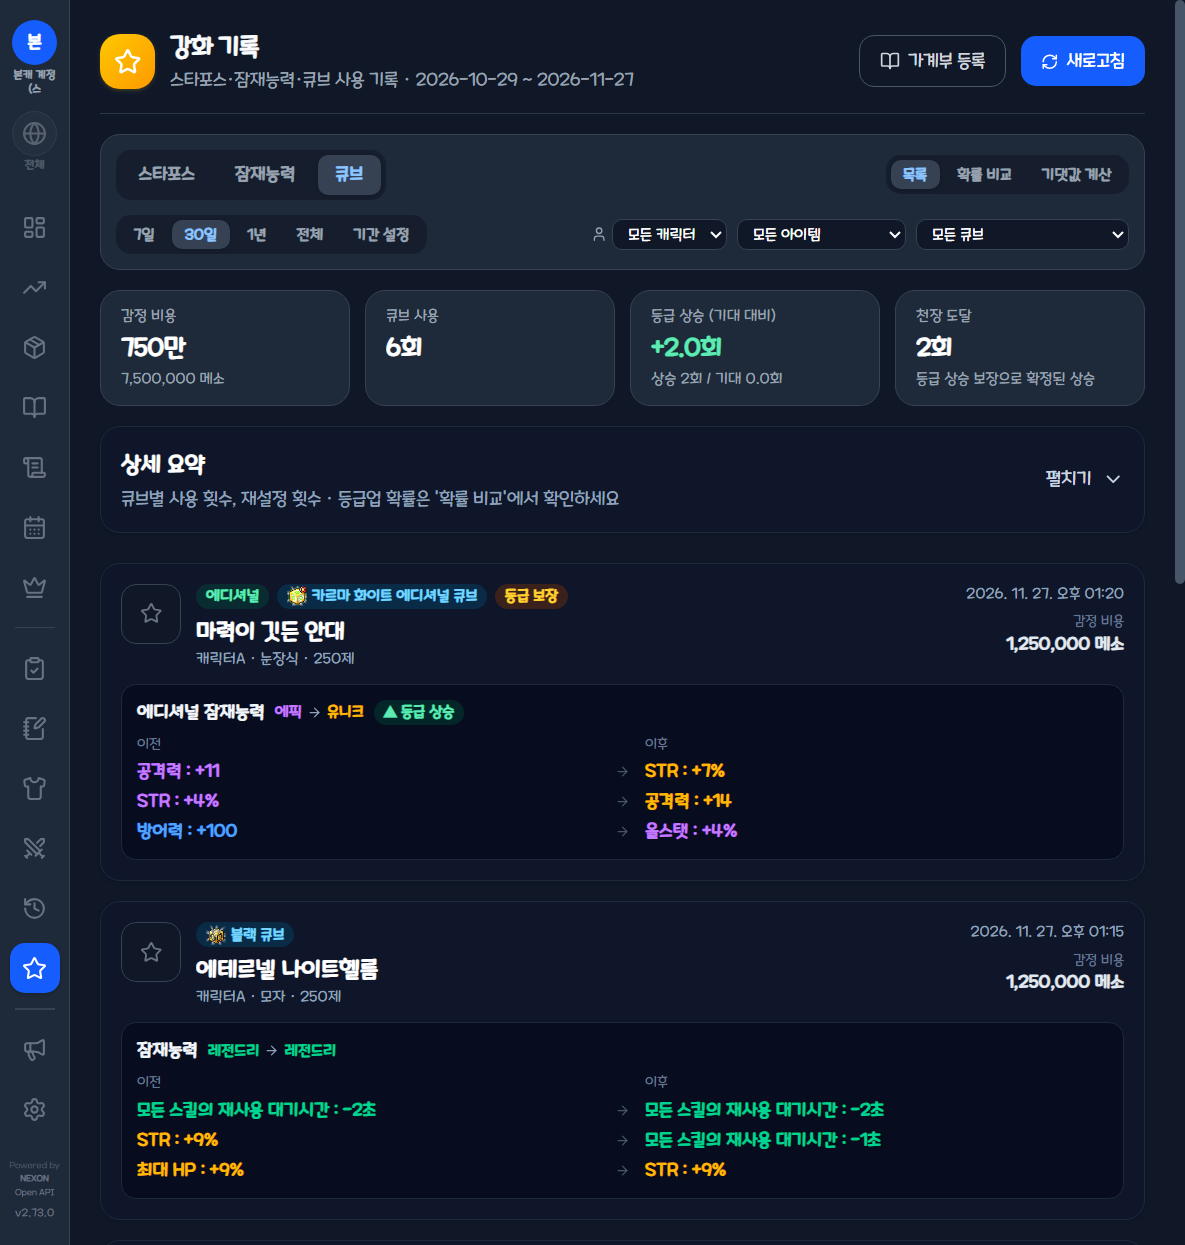 본
본캐 계정
(스
전체
Powered by
NEXON
Open API
v2.73.0
강화 기록
스타포스·잠재능력·큐브 사용 기록 · 2026-10-29 ~ 2026-11-27
가계부 등록
새로고침
스타포스 잠재능력 큐브
목록 확률 비교 기댓값 계산
7일 30일 1년 전체 기간 설정
모든 캐릭터 모든 아이템 모든 큐브
감정 비용
750만
7,500,000 메소
큐브 사용
6회
등급 상승 (기대 대비)
+2.0회
상승 2회 / 기대 0.0회
천장 도달
2회
등급 상승 보장으로 확정된 상승
상세 요약
큐브별 사용 횟수, 재설정 횟수 · 등급업 확률은 '확률 비교'에서 확인하세요
펼치기
에디셔널 카르마 화이트 에디셔널 큐브 등급 보장
마력이 깃든 안대
캐릭터A · 눈장식 · 250제
2026. 11. 27. 오후 01:20
감정 비용
1,250,000 메소
에디셔널 잠재능력 에픽 → 유니크 ▲ 등급 상승
이전 이후
공격력 : +11 → STR : +7%
STR : +4% → 공격력 : +14
방어력 : +100 → 올스탯 : +4%
블랙 큐브
에테르넬 나이트헬름
캐릭터A · 모자 · 250제
2026. 11. 27. 오후 01:15
감정 비용
1,250,000 메소
잠재능력 레전드리 → 레전드리
이전 이후
모든 스킬의 재사용 대기시간 : -2초 → 모든 스킬의 재사용 대기시간 : -2초
STR : +9% → 모든 스킬의 재사용 대기시간 : -1초
최대 HP : +9% → STR : +9%